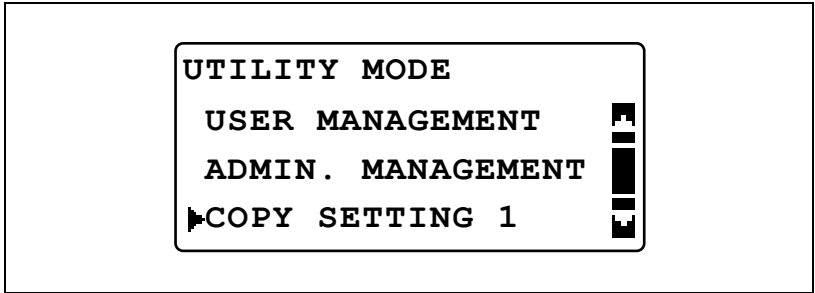 UTILITY MODE
USER MANAGEMENT
ADMIN. MANAGEMENT
COPY SETTING 1